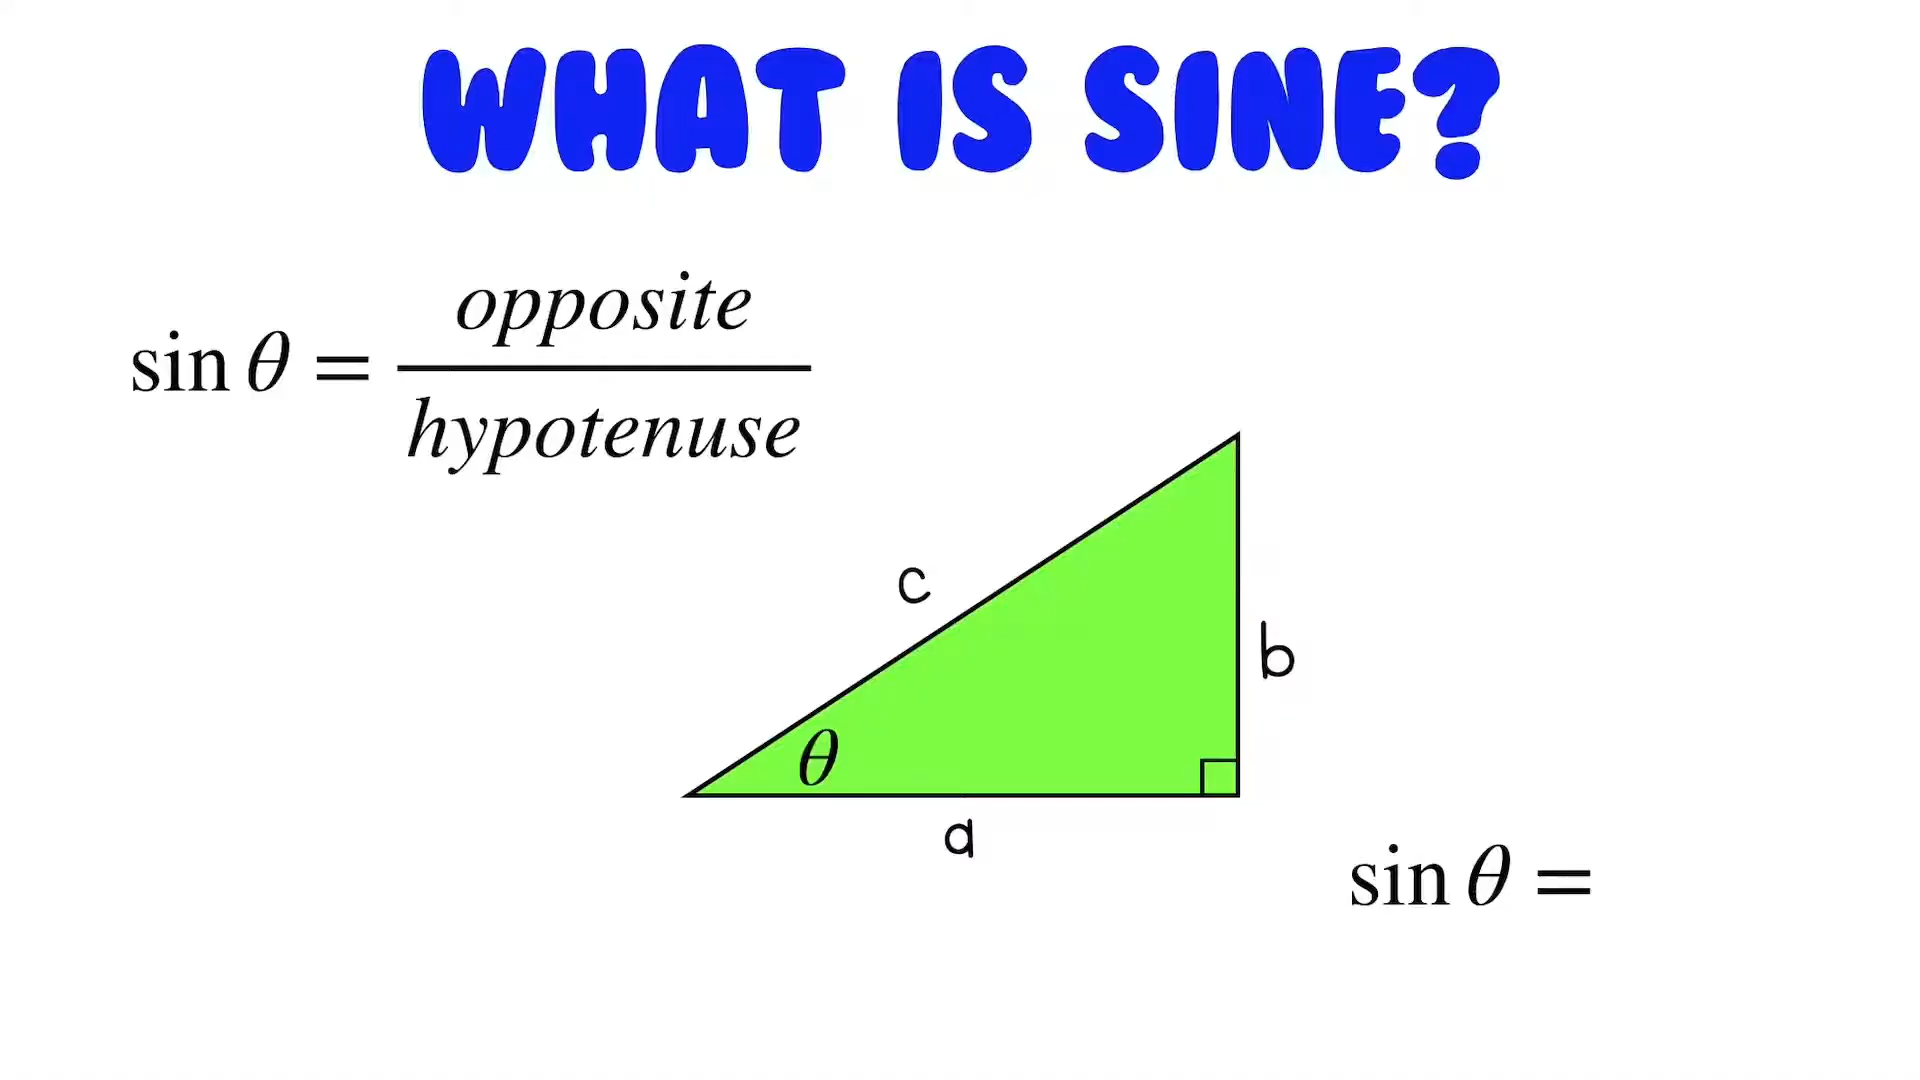 WHAT IS SINE?
sin θ = opposite / hypotenuse
c
b
θ
a
sin θ =